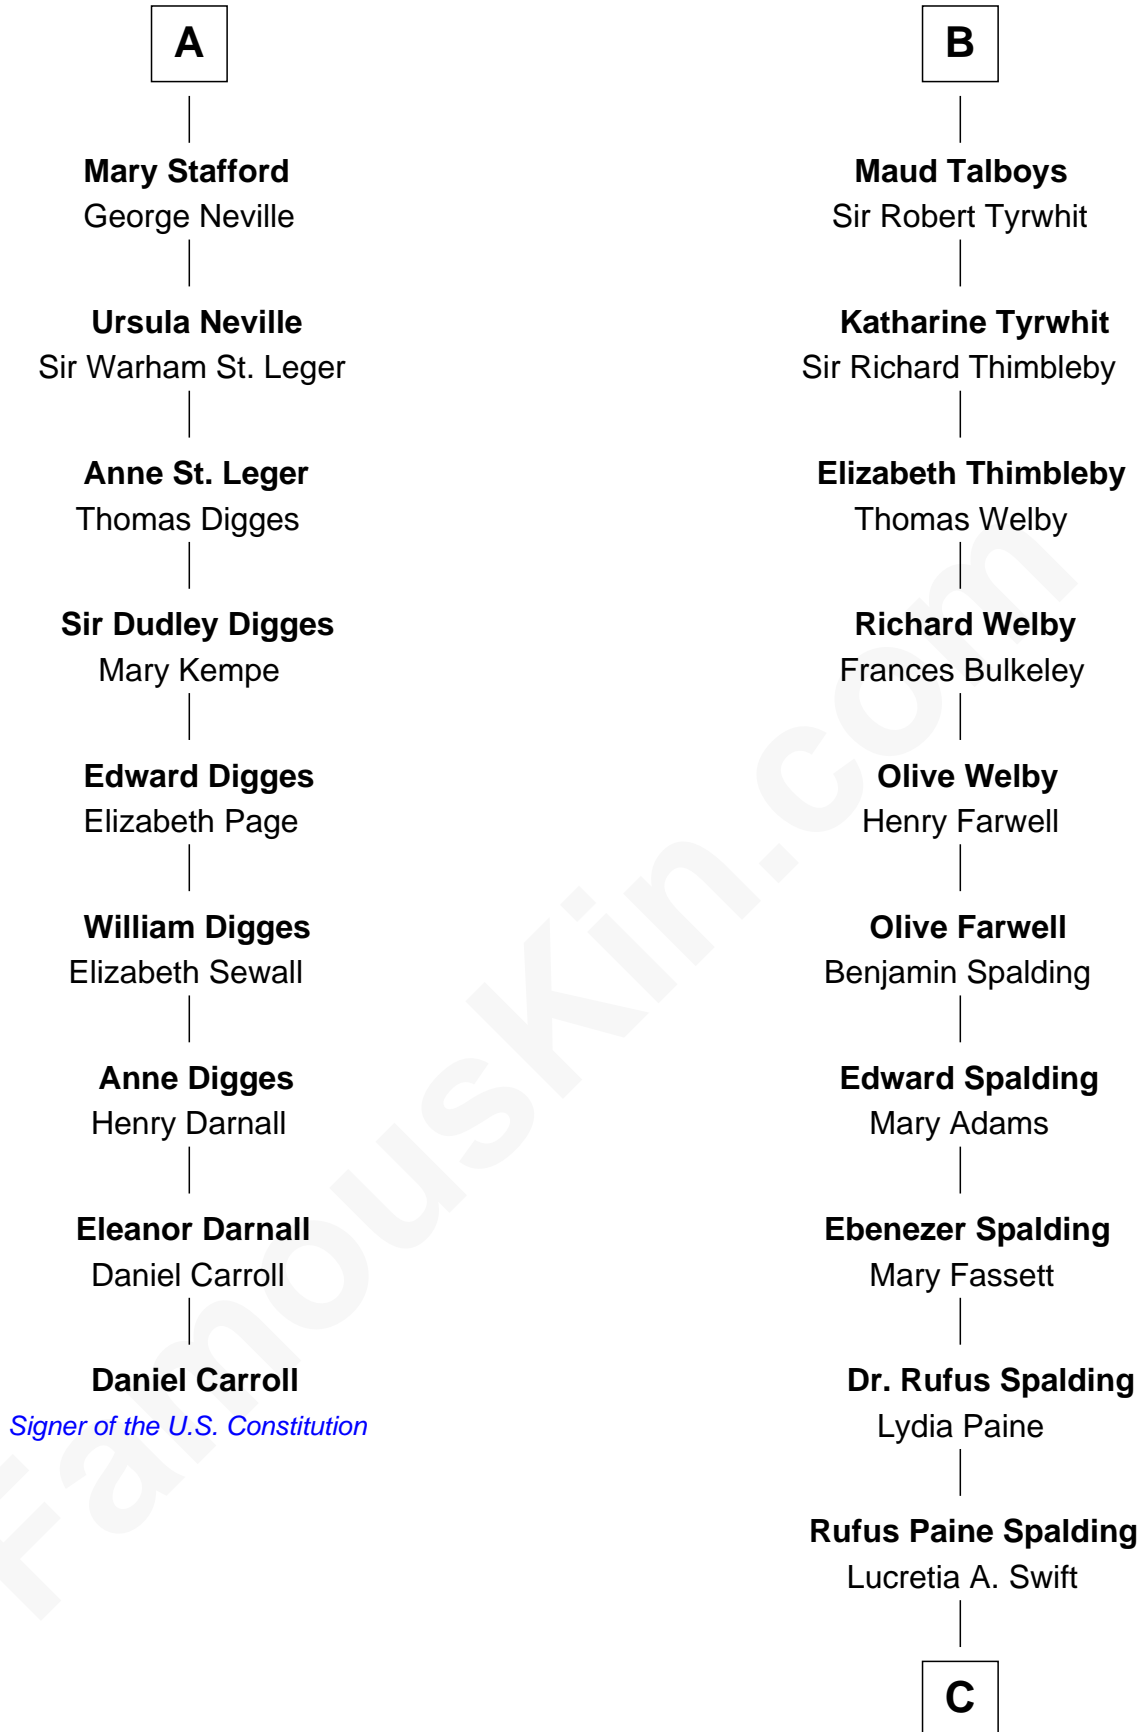 A
Mary Stafford
George Neville
Ursula Neville
Sir Warham St. Leger
Anne St. Leger
Thomas Digges
Sir Dudley Digges
Mary Kempe
Edward Digges
Elizabeth Page
William Digges
Elizabeth Sewall
Anne Digges
Henry Darnall
Eleanor Darnall
Daniel Carroll
Daniel Carroll
Signer of the U.S. Constitution
B
Maud Talboys
Sir Robert Tyrwhit
Katharine Tyrwhit
Sir Richard Thimbleby
Elizabeth Thimbleby
Thomas Welby
Richard Welby
Frances Bulkeley
Olive Welby
Henry Farwell
Olive Farwell
Benjamin Spalding
Edward Spalding
Mary Adams
Ebenezer Spalding
Mary Fassett
Dr. Rufus Spalding
Lydia Paine
Rufus Paine Spalding
Lucretia A. Swift
C
FamousKin.com